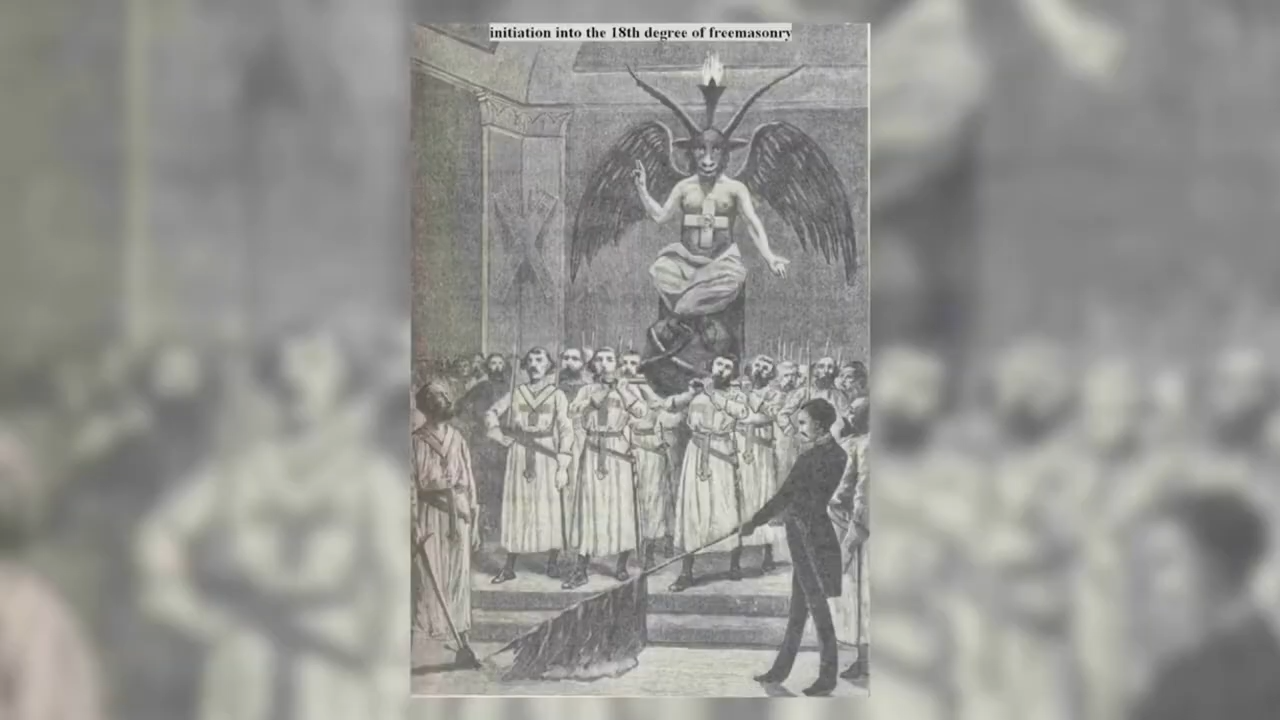 initiation into the 18th degree of freemasonry